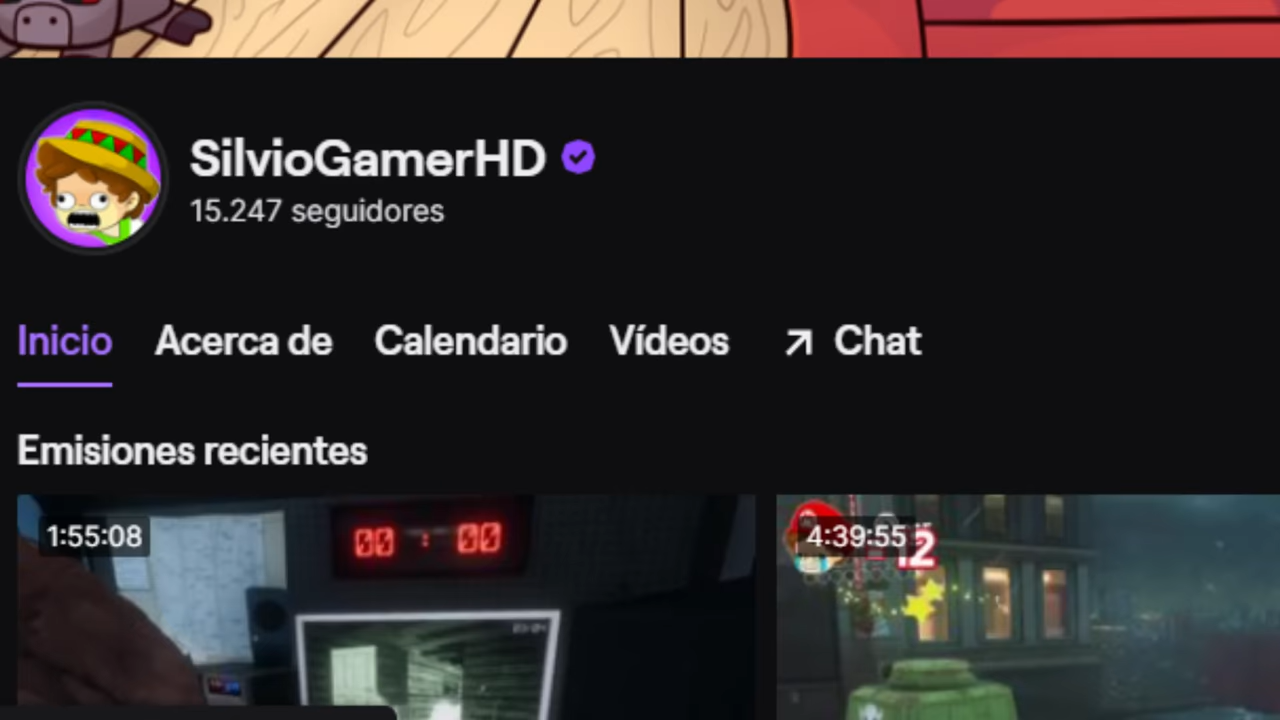 SilvioGamerHD
15.247 seguidores
Inicio Acerca de Calendario Vídeos Chat
Emisiones recientes
1:55:08
00 : 00
4:39:55
12